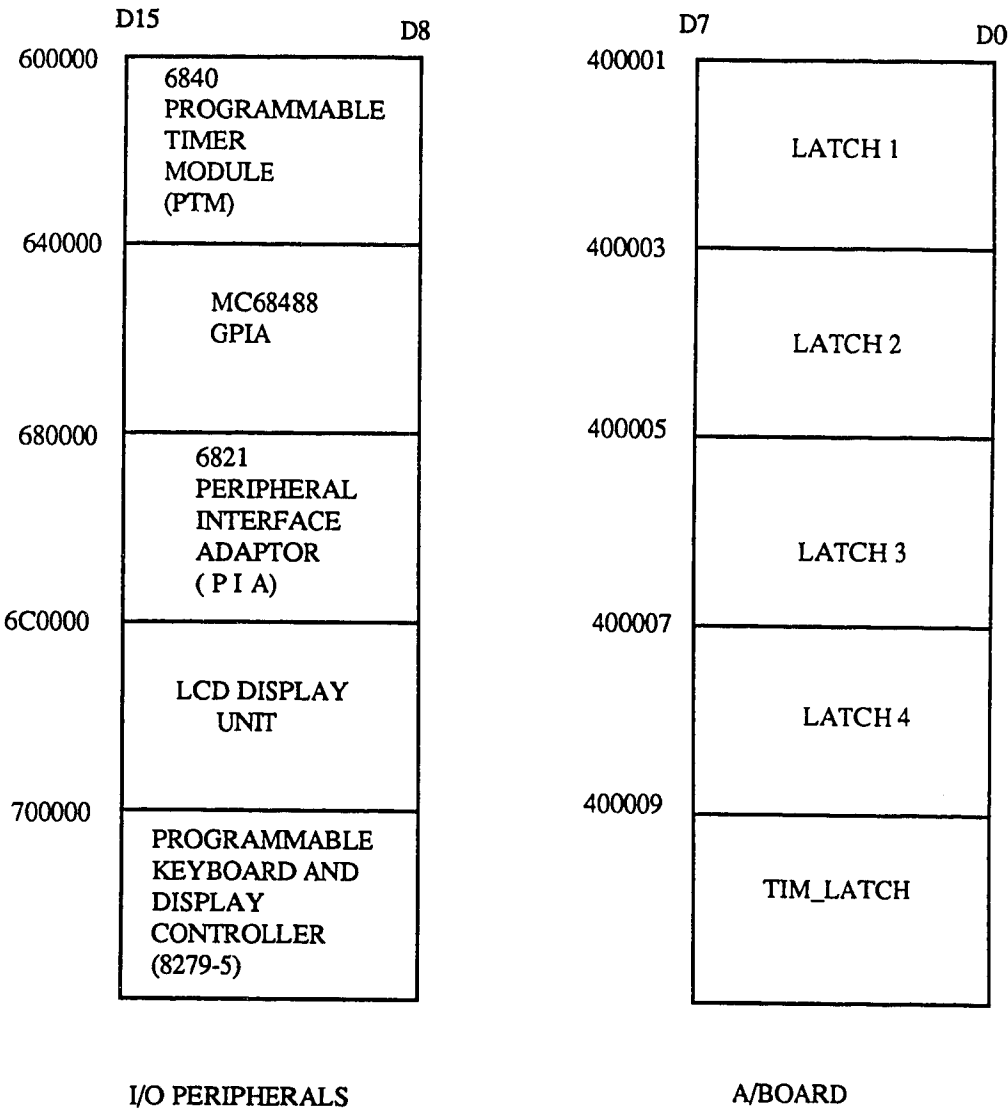 D15
D8
600000
6840
PROGRAMMABLE
TIMER
MODULE
(PTM)
640000
MC68488
GPIA
680000
6821
PERIPHERAL
INTERFACE
ADAPTOR
( P I A)
6C0000
LCD DISPLAY
UNIT
700000
PROGRAMMABLE
KEYBOARD AND
DISPLAY
CONTROLLER
(8279-5)
I/O PERIPHERALS
D7
D0
400001
LATCH 1
400003
LATCH 2
400005
LATCH 3
400007
LATCH 4
400009
TIM_LATCH
A/BOARD